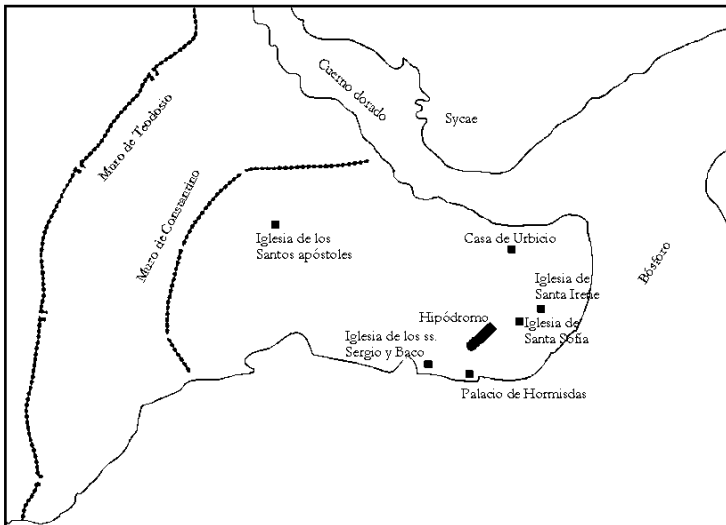 Cuerno dorado
Sycae
Muro de Teodosio
Muro de Constantino
Iglesia de los
Santos apóstoles
Casa de Urbicio
Bósforo
Iglesia de
Santa Irene
Hipódromo
Iglesia de
Santa Sofía
Iglesia de los ss.
Sergio y Baco
Palacio de Hormisdas